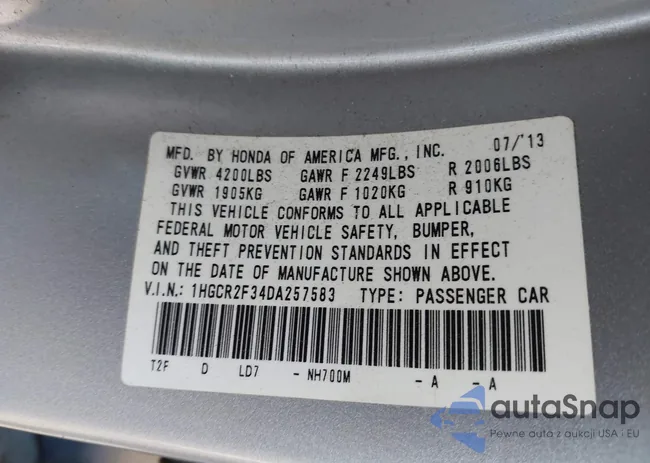 MFD. BY HONDA OF AMERICA MFG., INC. 07/'13
GVWR 4200LBS GAWR F 2249LBS R 2006LBS
GVWR 1905KG GAWR F 1020KG R 910KG
THIS VEHICLE CONFORMS TO ALL APPLICABLE
FEDERAL MOTOR VEHICLE SAFETY, BUMPER,
AND THEFT PREVENTION STANDARDS IN EFFECT
ON THE DATE OF MANUFACTURE SHOWN ABOVE.
V.I.N.: 1HGCR2F34DA257583 TYPE: PASSENGER CAR
T2F D LD7 - NH700M - A - A
autaSnap
Pewne auta z aukcji USA i EU